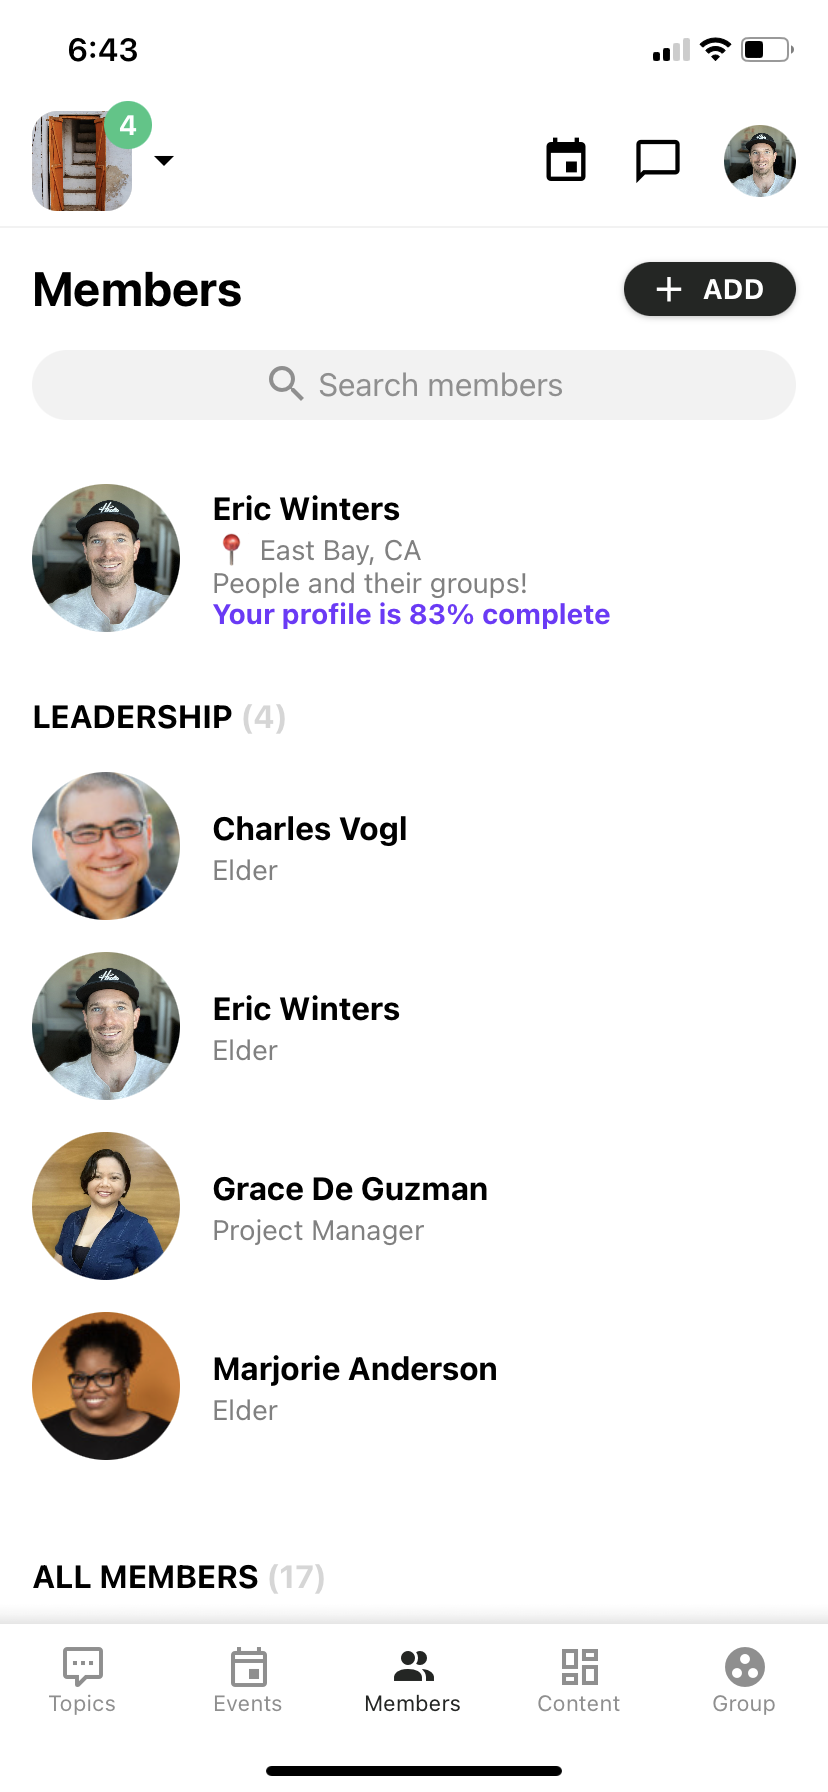 6:43
4
Members
+ ADD
Search members
Eric Winters
📍 East Bay, CA
People and their groups!
Your profile is 83% complete
LEADERSHIP (4)
Charles Vogl
Elder
Eric Winters
Elder
Grace De Guzman
Project Manager
Marjorie Anderson
Elder
ALL MEMBERS (17)
Topics Events Members Content Group